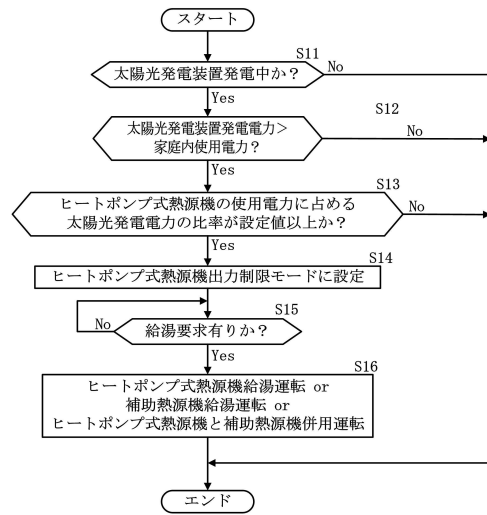 スタート
S11
太陽光発電装置発電中か？
No
Yes
S12
太陽光発電装置発電電力＞
家庭内使用電力？
No
Yes
S13
ヒートポンプ式熱源機の使用電力に占める
太陽光発電電力の比率が設定値以上か？
No
Yes
S14
ヒートポンプ式熱源機出力制限モードに設定
S15
給湯要求有りか？
No
Yes
S16
ヒートポンプ式熱源機給湯運転 or
補助熱源機給湯運転 or
ヒートポンプ式熱源機と補助熱源機併用運転
エンド